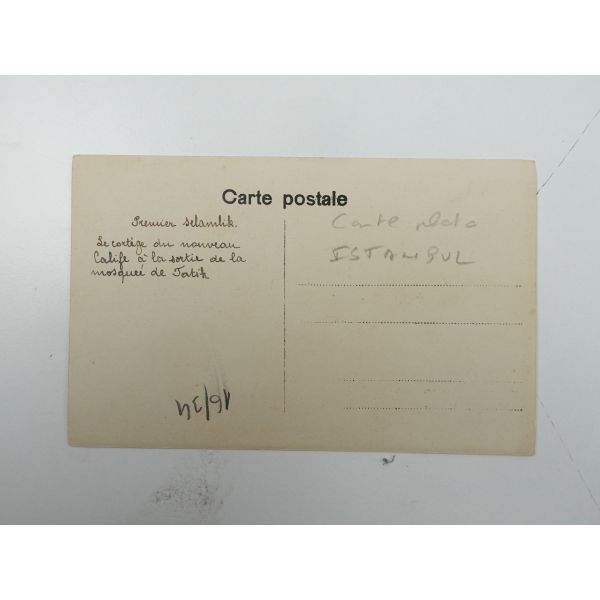 Carte postale
Premier selamlik.
Le cortège du nouveau
Calife à la sortie de la
mosquée de Fatih
Carte photo
ISTANBUL
16/34